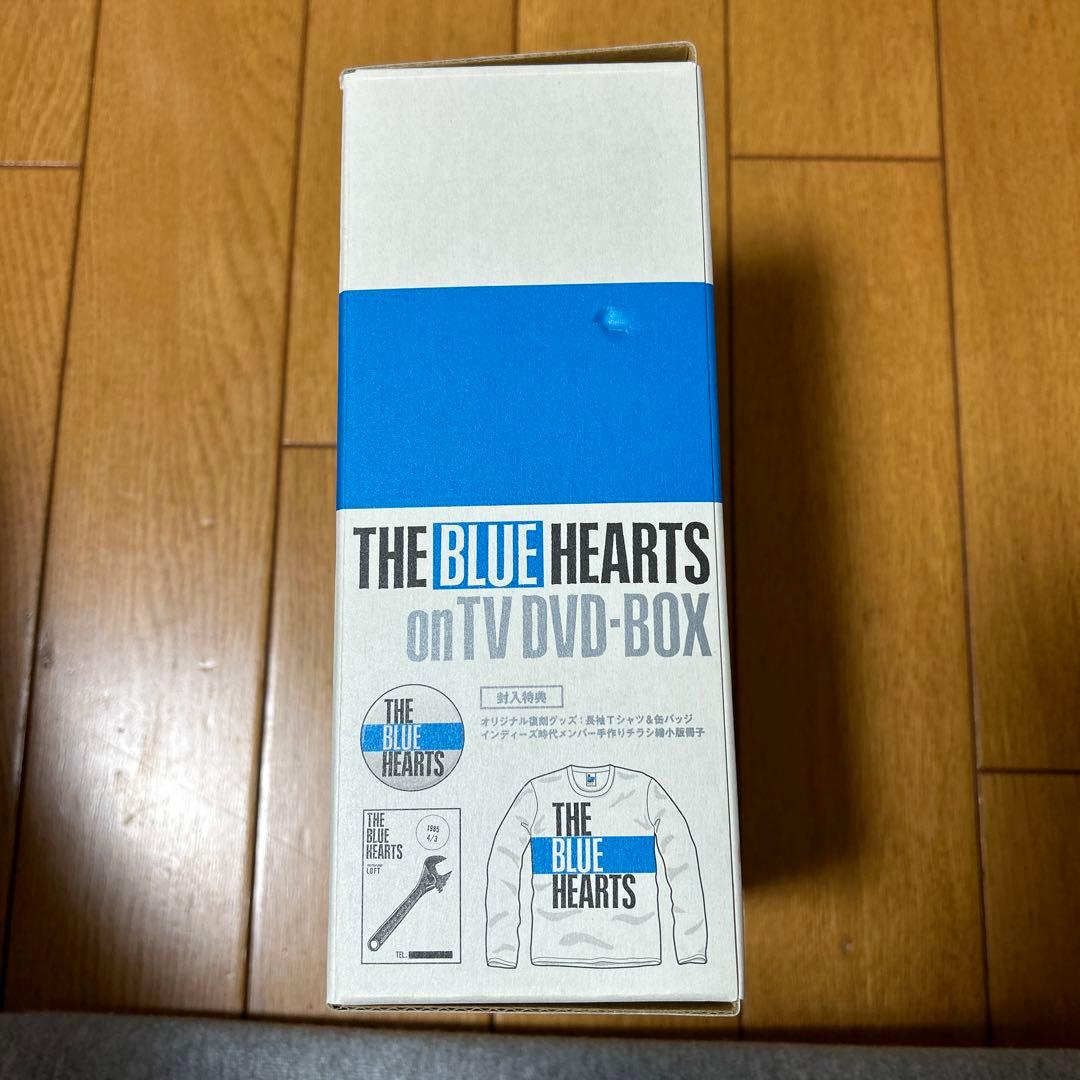 THE BLUE HEARTS
on TV DVD-BOX
封入特典
オリジナル復刻グッズ：長袖Tシャツ&缶バッジ
インディーズ時代メンバー手作りチラシ縮小版冊子
THE
BLUE
HEARTS
THE
BLUE
HEARTS
1985
4/3
LOFT
TEL.
THE
BLUE
HEARTS